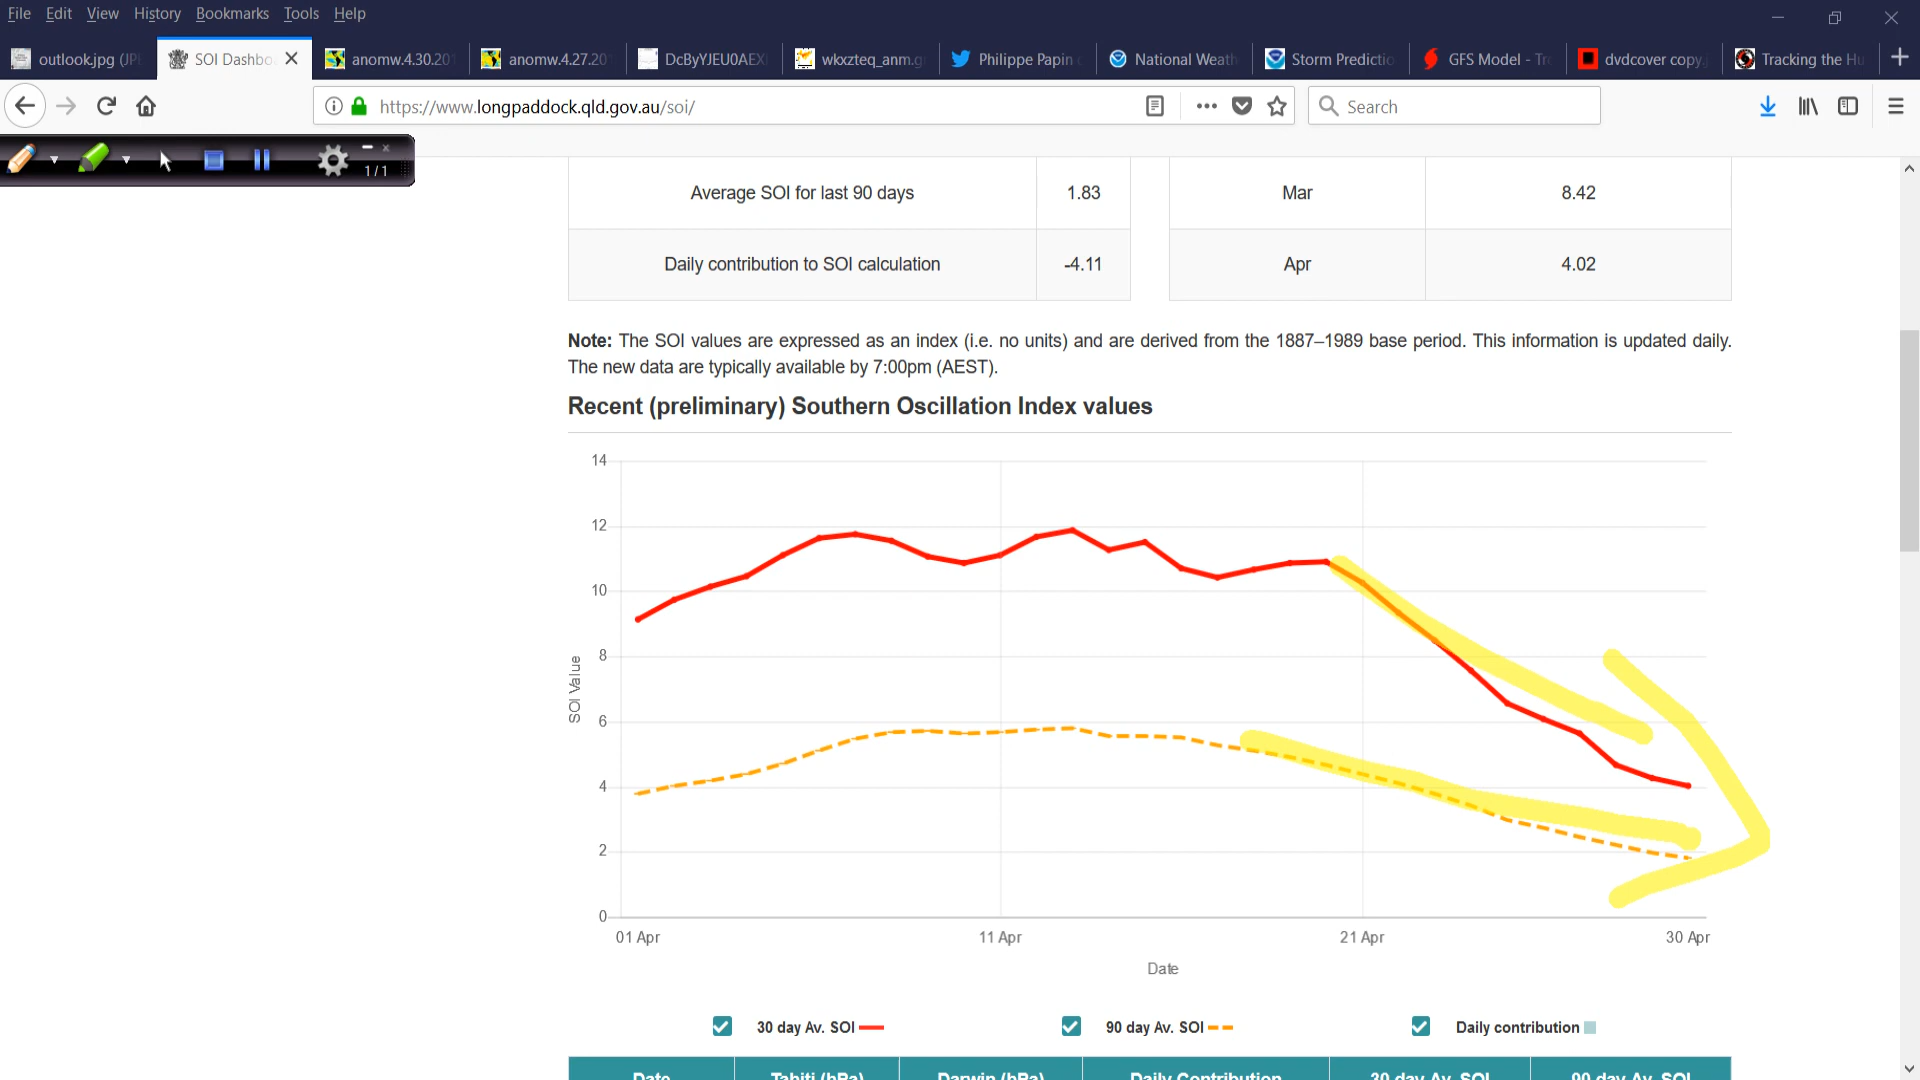 File Edit View History Bookmarks Tools Help
outlook.jpg (JPE
SOI Dashbo
anomw.4.30.20
anomw.4.27.20
DcByYJEU0AEX
wkxzteq_anm.g
Philippe Papin
National Weath
Storm Predictio
GFS Model - Tr
dvdcover copy.
Tracking the Hu
https://www.longpaddock.qld.gov.au/soi/
Search
1/1
Average SOI for last 90 days 1.83 Mar 8.42
Daily contribution to SOI calculation -4.11 Apr 4.02
Note: The SOI values are expressed as an index (i.e. no units) and are derived from the 1887–1989 base period. This information is updated daily.
The new data are typically available by 7:00pm (AEST).
Recent (preliminary) Southern Oscillation Index values
14
12
10
8
6
4
2
0
SOI Value
01 Apr 11 Apr 21 Apr 30 Apr
Date
30 day Av. SOI 90 day Av. SOI Daily contribution
Date Tahiti (hPa) Darwin (hPa) Daily Contribution 30 day Av. SOI 90 day Av. SOI